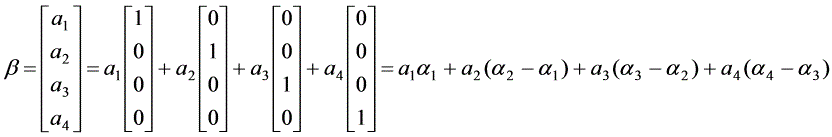 β = [a₁ a₂ a₃ a₄] = a₁[1 0 0 0] + a₂[0 1 0 0] + a₃[0 0 1 0] + a₄[0 0 0 1] = a₁α₁ + a₂(α₂ − α₁) + a₃(α₃ − α₂) + a₄(α₄ − α₃)